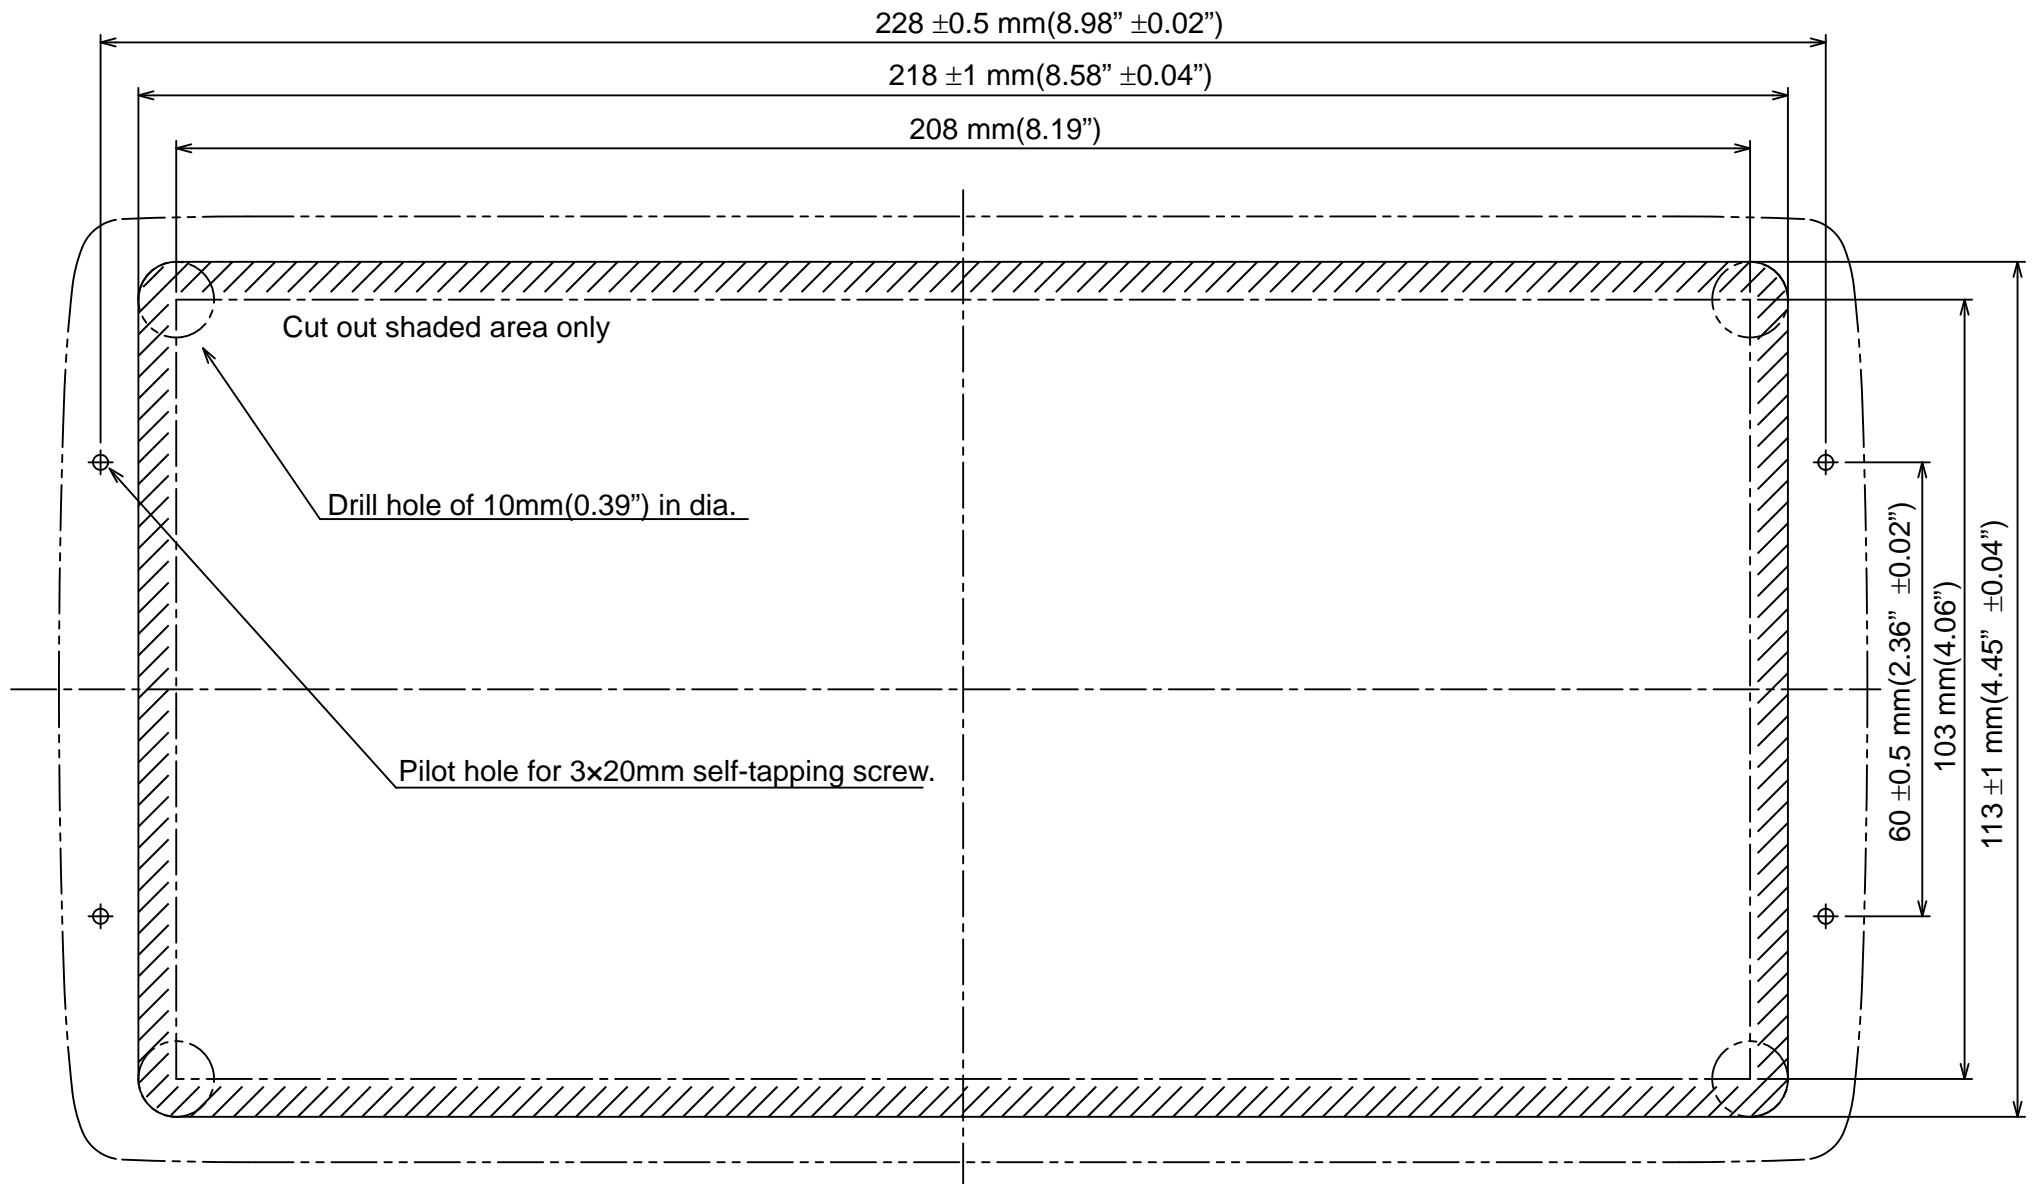 228 ±0.5 mm(8.98” ±0.02”)
218 ±1 mm(8.58” ±0.04”)
208 mm(8.19”)
Cut out shaded area only
Drill hole of 10mm(0.39”) in dia.
Pilot hole for 3×20mm self-tapping screw.
60 ±0.5 mm(2.36” ±0.02”)
103 mm(4.06”)
113 ±1 mm(4.45” ±0.04”)